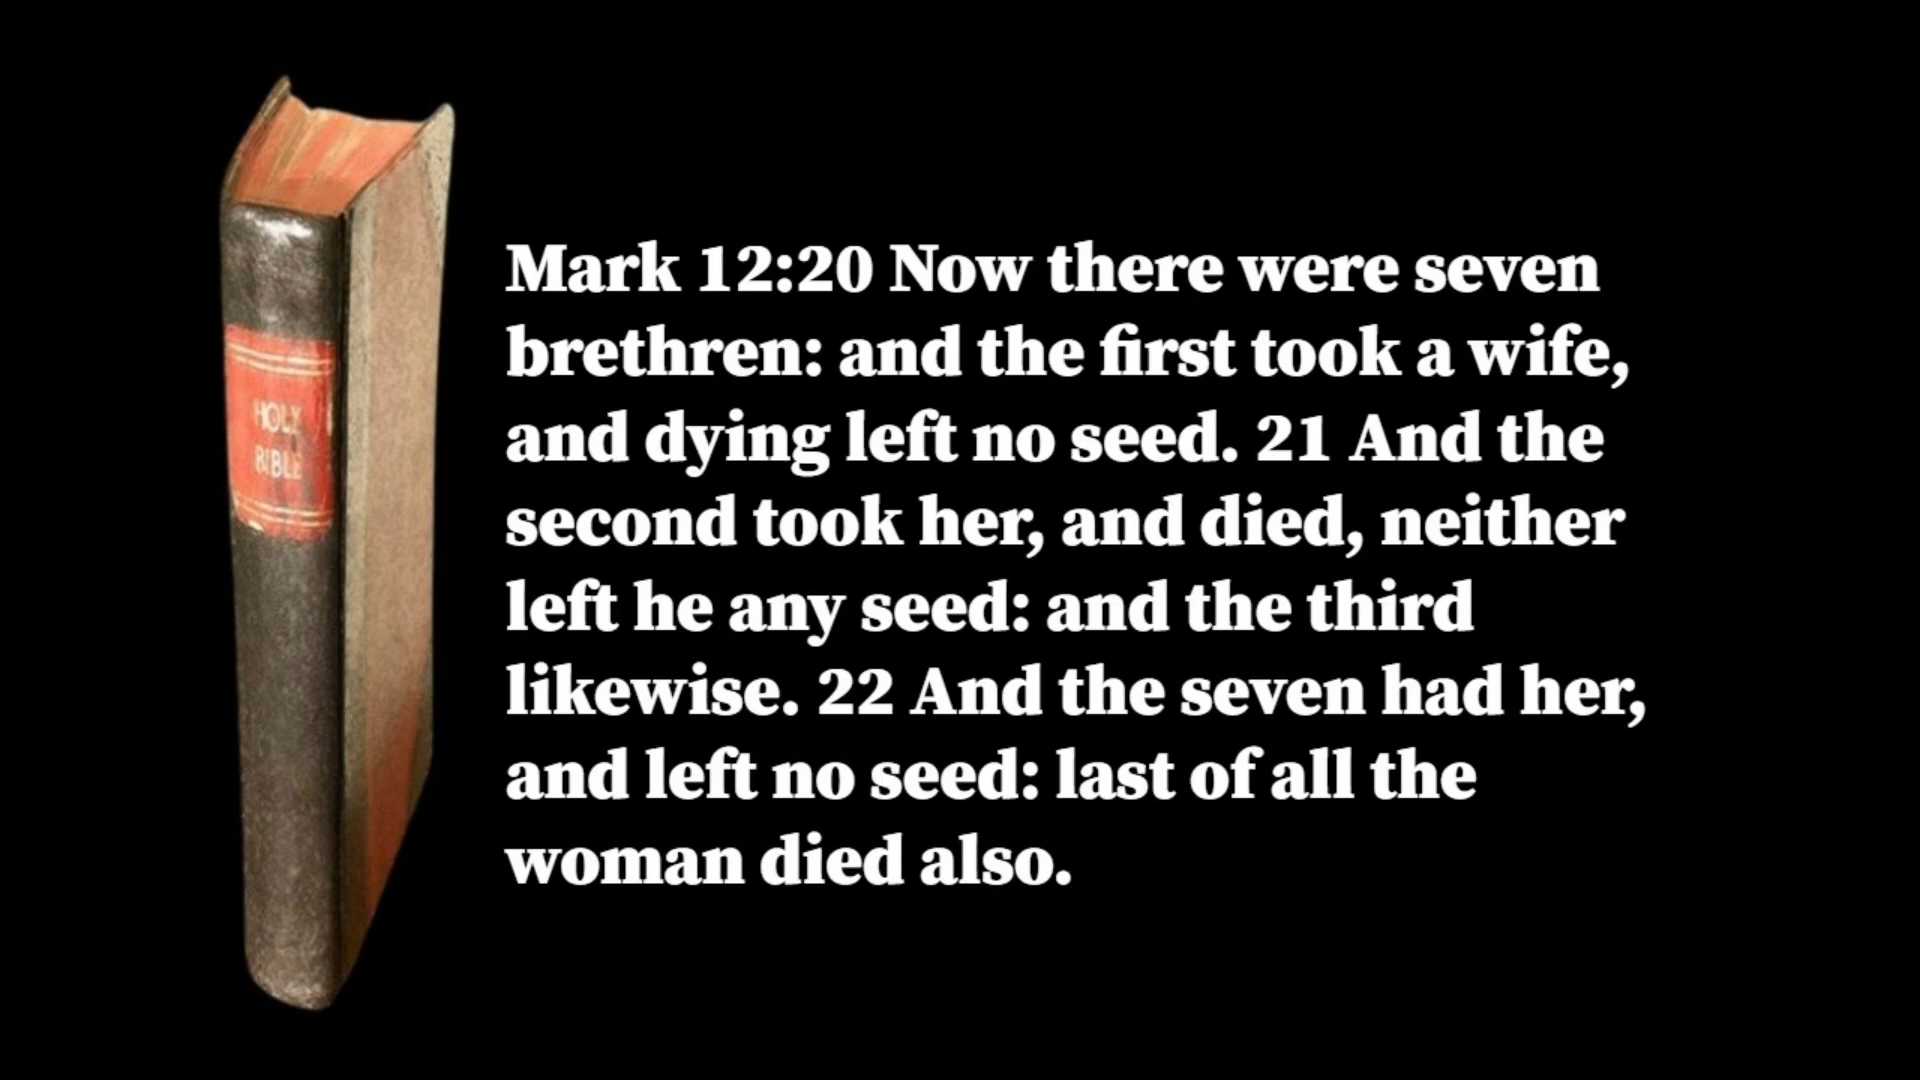 HOLY
BIBLE
Mark 12:20 Now there were seven
brethren: and the first took a wife,
and dying left no seed. 21 And the
second took her, and died, neither
left he any seed: and the third
likewise. 22 And the seven had her,
and left no seed: last of all the
woman died also.